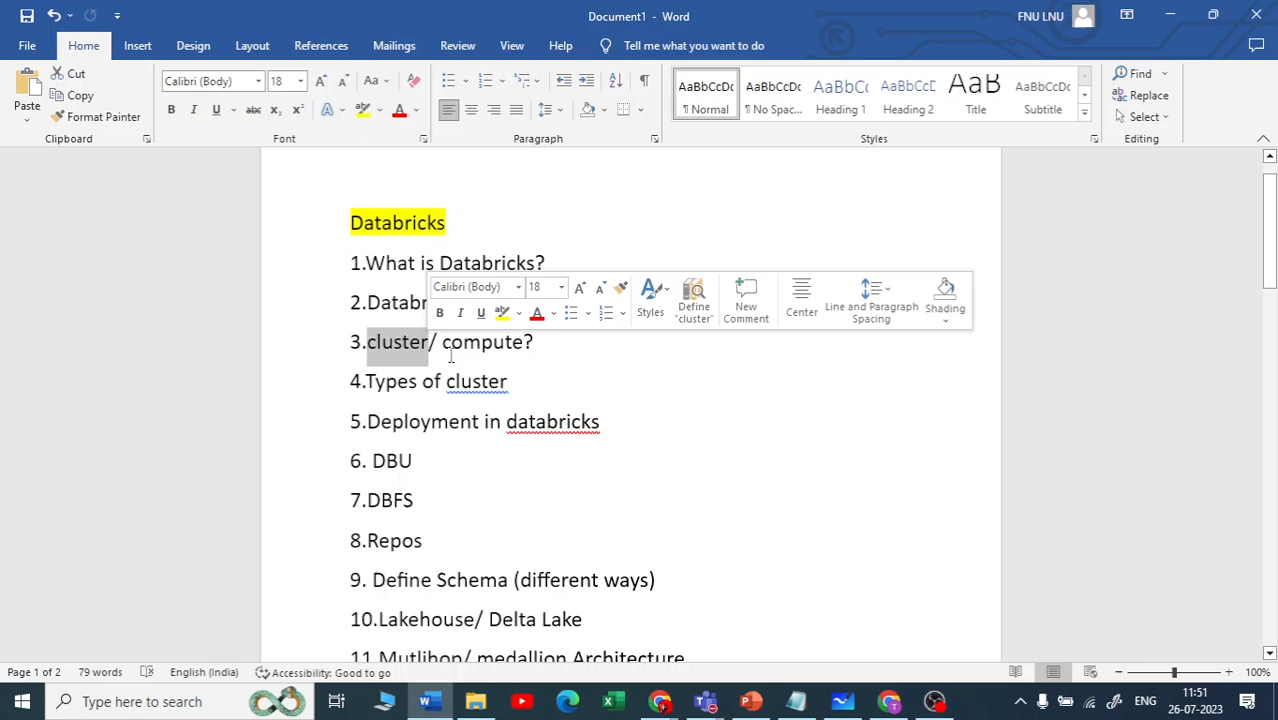 Document1 - Word
FNU LNU
File Home Insert Design Layout References Mailings Review View Help Tell me what you want to do
Paste Cut Copy Format Painter
Clipboard
Calibri (Body) 18
Font
Paragraph
AaBbCcDc AaBbCcDc AaBbCc AaBbCcE AaB AaBbCcD
¶ Normal ¶ No Spac... Heading 1 Heading 2 Title Subtitle
Styles
Find
Replace
Select
Editing
Databricks
1.What is Databricks?
2.Databr
Calibri (Body) 18
Styles Define "cluster" New Comment Center Line and Paragraph Spacing Shading
3.cluster/ compute?
4.Types of cluster
5.Deployment in databricks
6. DBU
7.DBFS
8.Repos
9. Define Schema (different ways)
10.Lakehouse/ Delta Lake
11.Mutlihop/ medallion Architecture
Page 1 of 2 79 words English (India) Accessibility: Good to go 100%
Type here to search
ENG
11:51
26-07-2023